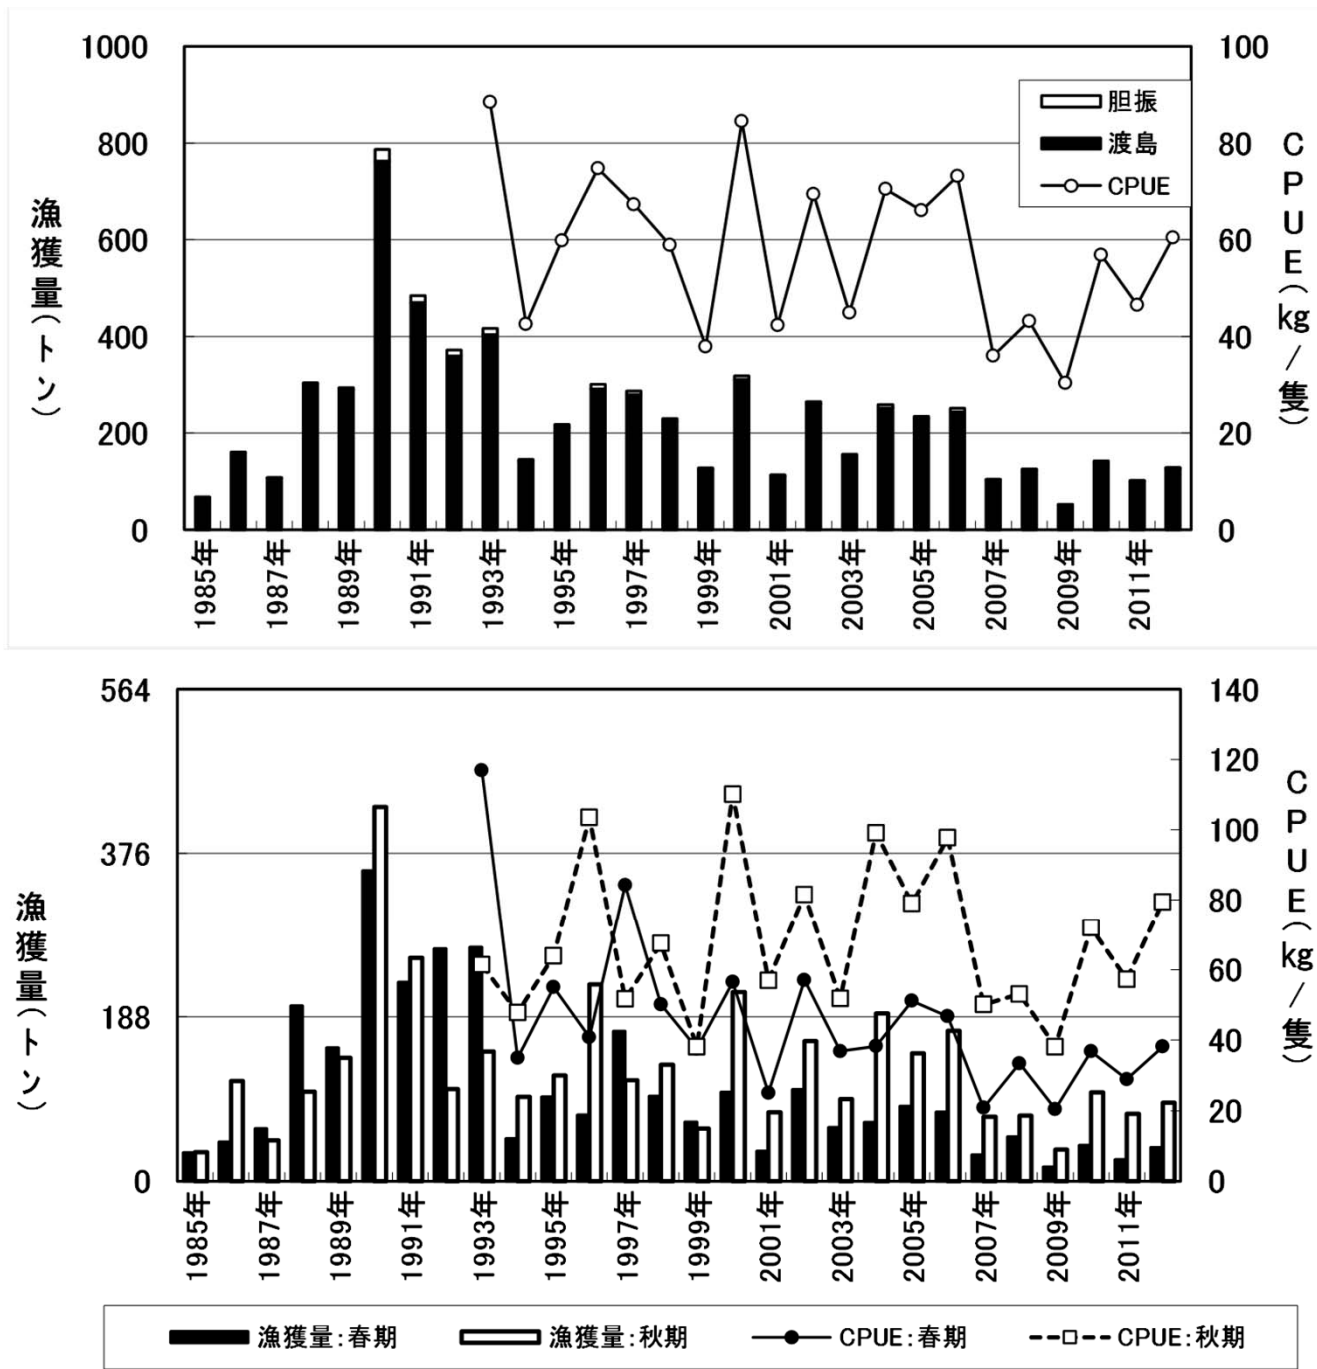 1000
800
600
400
200
0
漁獲量(トン)
100
80
60
40
20
0
CPUE(kg/隻)
胆振
渡島
CPUE
1985年
1987年
1989年
1991年
1993年
1995年
1997年
1999年
2001年
2003年
2005年
2007年
2009年
2011年
564
376
188
0
漁獲量(トン)
140
120
100
80
60
40
20
0
CPUE(kg/隻)
1985年
1987年
1989年
1991年
1993年
1995年
1997年
1999年
2001年
2003年
2005年
2007年
2009年
2011年
漁獲量:春期
漁獲量:秋期
CPUE:春期
CPUE:秋期